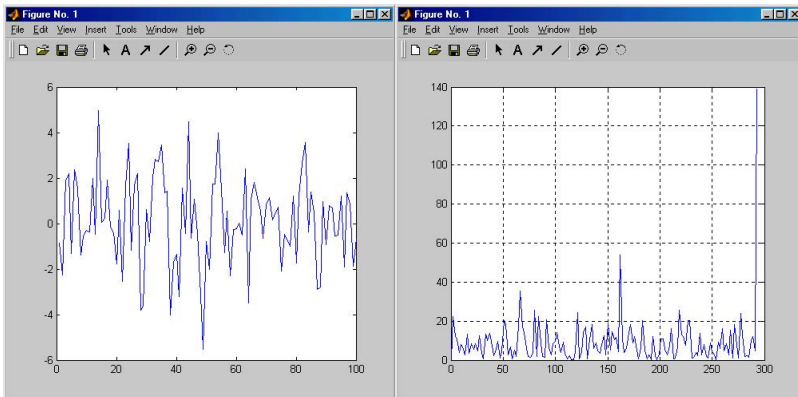 Figure No. 1
File Edit View Insert Tools Window Help
A
6
4
2
0
-2
-4
-6
0 20 40 60 80 100
Figure No. 1
File Edit View Insert Tools Window Help
A
140
120
100
80
60
40
20
0
0 50 100 150 200 250 300